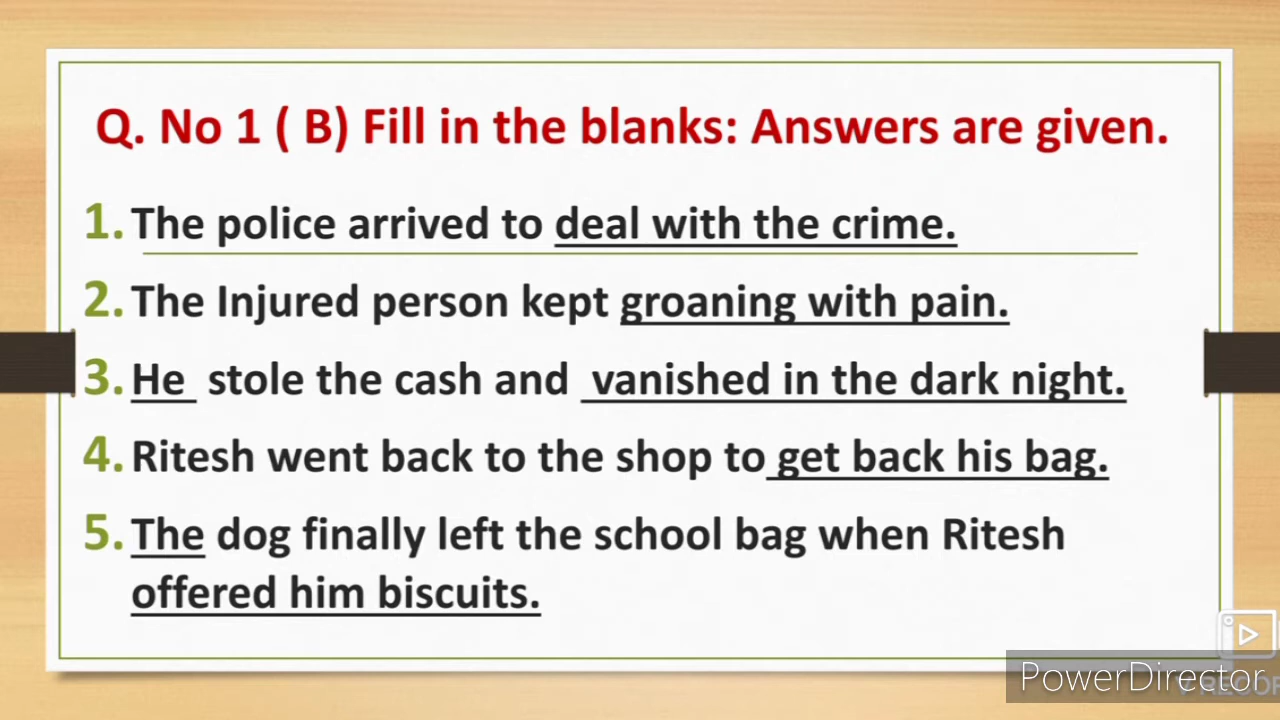 Q. No 1 ( B) Fill in the blanks: Answers are given.
1. The police arrived to deal with the crime.
2. The Injured person kept groaning with pain.
3. He stole the cash and vanished in the dark night.
4. Ritesh went back to the shop to get back his bag.
5. The dog finally left the school bag when Ritesh
offered him biscuits.
PowerDirector